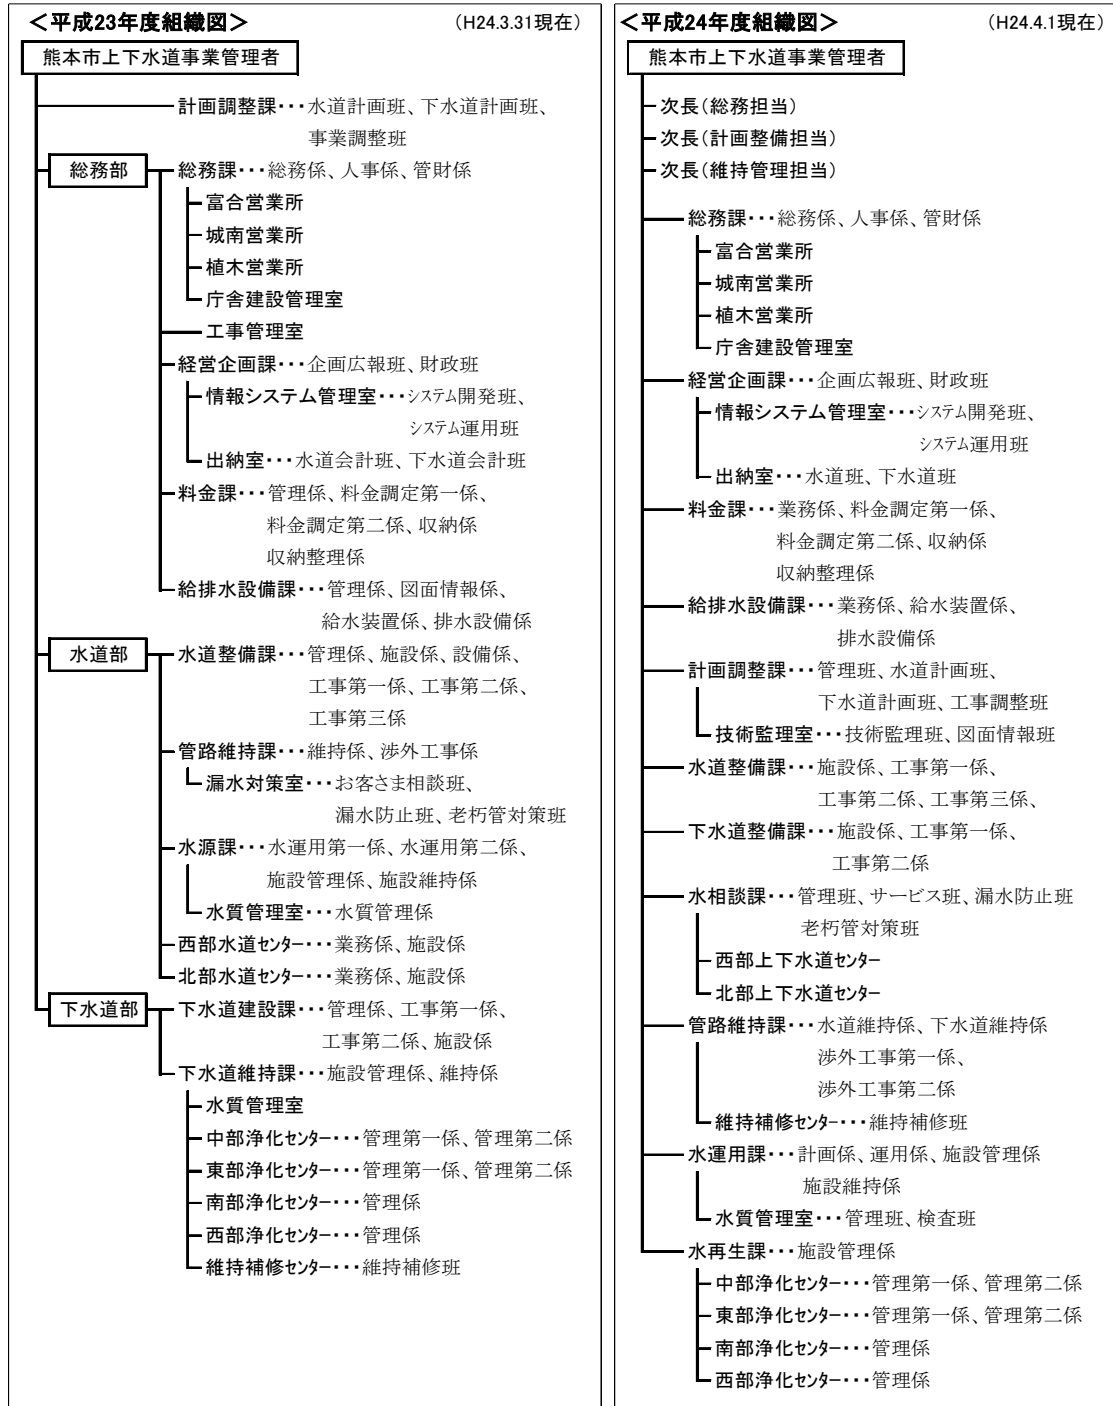 ＜平成23年度組織図＞ （H24.3.31現在）
熊本市上下水道事業管理者
計画調整課・・・水道計画班、下水道計画班、
事業調整班
総務部 総務課・・・総務係、人事係、管財係
富合営業所
城南営業所
植木営業所
庁舎建設管理室
工事管理室
経営企画課・・・企画広報班、財政班
情報システム管理室・・・システム開発班、
システム運用班
出納室・・・水道会計班、下水道会計班
料金課・・・管理係、料金調定第一係、
料金調定第二係、収納係
収納整理係
給排水設備課・・・管理係、図面情報係、
給水装置係、排水設備係
水道部 水道整備課・・・管理係、施設係、設備係、
工事第一係、工事第二係、
工事第三係
管路維持課・・・維持係、渉外工事係
漏水対策室・・・お客さま相談班、
漏水防止班、老朽管対策班
水源課・・・水運用第一係、水運用第二係、
施設管理係、施設維持係
水質管理室・・・水質管理係
西部水道センター・・・業務係、施設係
北部水道センター・・・業務係、施設係
下水道部 下水道建設課・・・管理係、工事第一係、
工事第二係、施設係
下水道維持課・・・施設管理係、維持係
水質管理室
中部浄化センター・・・管理第一係、管理第二係
東部浄化センター・・・管理第一係、管理第二係
南部浄化センター・・・管理係
西部浄化センター・・・管理係
維持補修センター・・・維持補修班
＜平成24年度組織図＞ （H24.4.1現在）
熊本市上下水道事業管理者
次長（総務担当）
次長（計画整備担当）
次長（維持管理担当）
総務課・・・総務係、人事係、管財係
富合営業所
城南営業所
植木営業所
庁舎建設管理室
経営企画課・・・企画広報班、財政班
情報システム管理室・・・システム開発班、
システム運用班
出納室・・・水道班、下水道班
料金課・・・業務係、料金調定第一係、
料金調定第二係、収納係
収納整理係
給排水設備課・・・業務係、給水装置係、
排水設備係
計画調整課・・・管理班、水道計画班、
下水道計画班、工事調整班
技術監理室・・・技術監理班、図面情報班
水道整備課・・・施設係、工事第一係、
工事第二係、工事第三係、
下水道整備課・・・施設係、工事第一係、
工事第二係
水相談課・・・管理班、サービス班、漏水防止班
老朽管対策班
西部上下水道センター
北部上下水道センター
管路維持課・・・水道維持係、下水道維持係
渉外工事第一係、
渉外工事第二係
維持補修センター・・・維持補修班
水運用課・・・計画係、運用係、施設管理係
施設維持係
水質管理室・・・管理班、検査班
水再生課・・・施設管理係
中部浄化センター・・・管理第一係、管理第二係
東部浄化センター・・・管理第一係、管理第二係
南部浄化センター・・・管理係
西部浄化センター・・・管理係